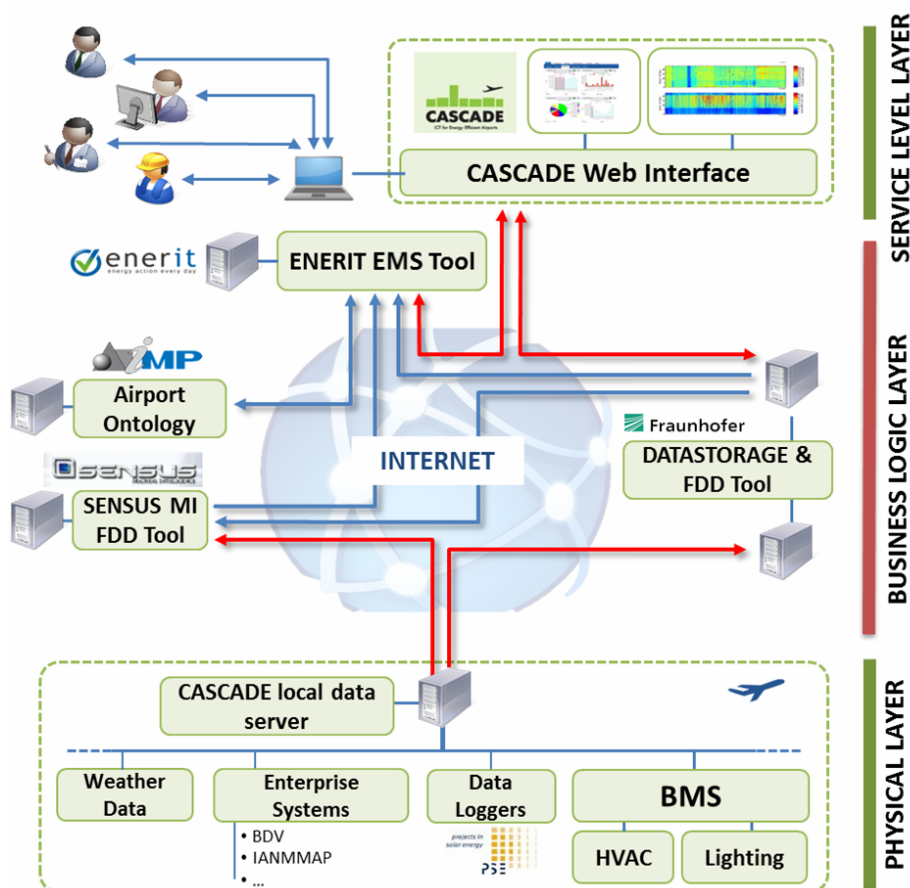 CASCADE
ICT for Energy Efficient Airports
CASCADE Web Interface
SERVICE LEVEL LAYER
enerit
energy action every day
ENERIT EMS Tool
BUSINESS LOGIC LAYER
iMP
Airport
Ontology
Fraunhofer
INTERNET
DATASTORAGE &
FDD Tool
SENSUS
SENSUS MI
FDD Tool
CASCADE local data
server
PHYSICAL LAYER
Weather
Data
Enterprise
Systems
Data
Loggers
BMS
• BDV
• IANMMAP
• ...
projects in
solar energy
PSE
HVAC
Lighting